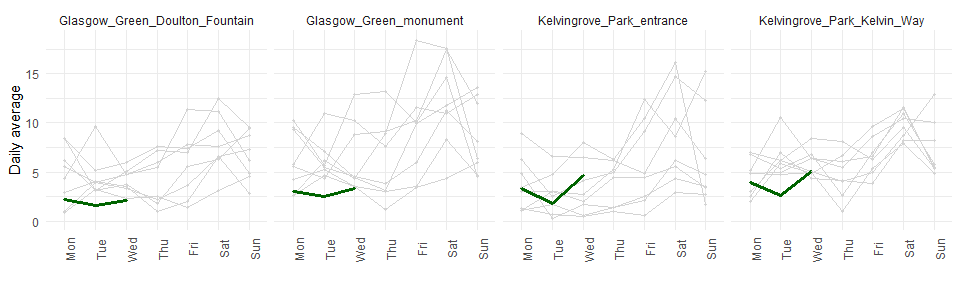 Glasgow_Green_Doulton_Fountain Glasgow_Green_monument Kelvingrove_Park_entrance Kelvingrove_Park_Kelvin_Way
Daily average
15
10
5
0
Mon Tue Wed Thu Fri Sat Sun Mon Tue Wed Thu Fri Sat Sun Mon Tue Wed Thu Fri Sat Sun Mon Tue Wed Thu Fri Sat Sun